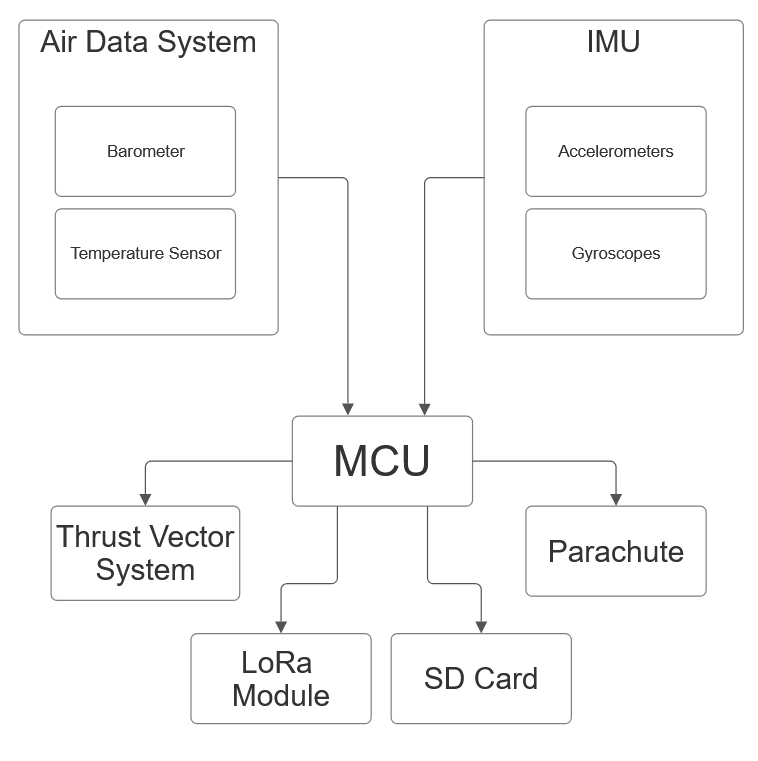 Air Data System
Barometer
Temperature Sensor
IMU
Accelerometers
Gyroscopes
MCU
Thrust Vector
System
Parachute
LoRa
Module
SD Card